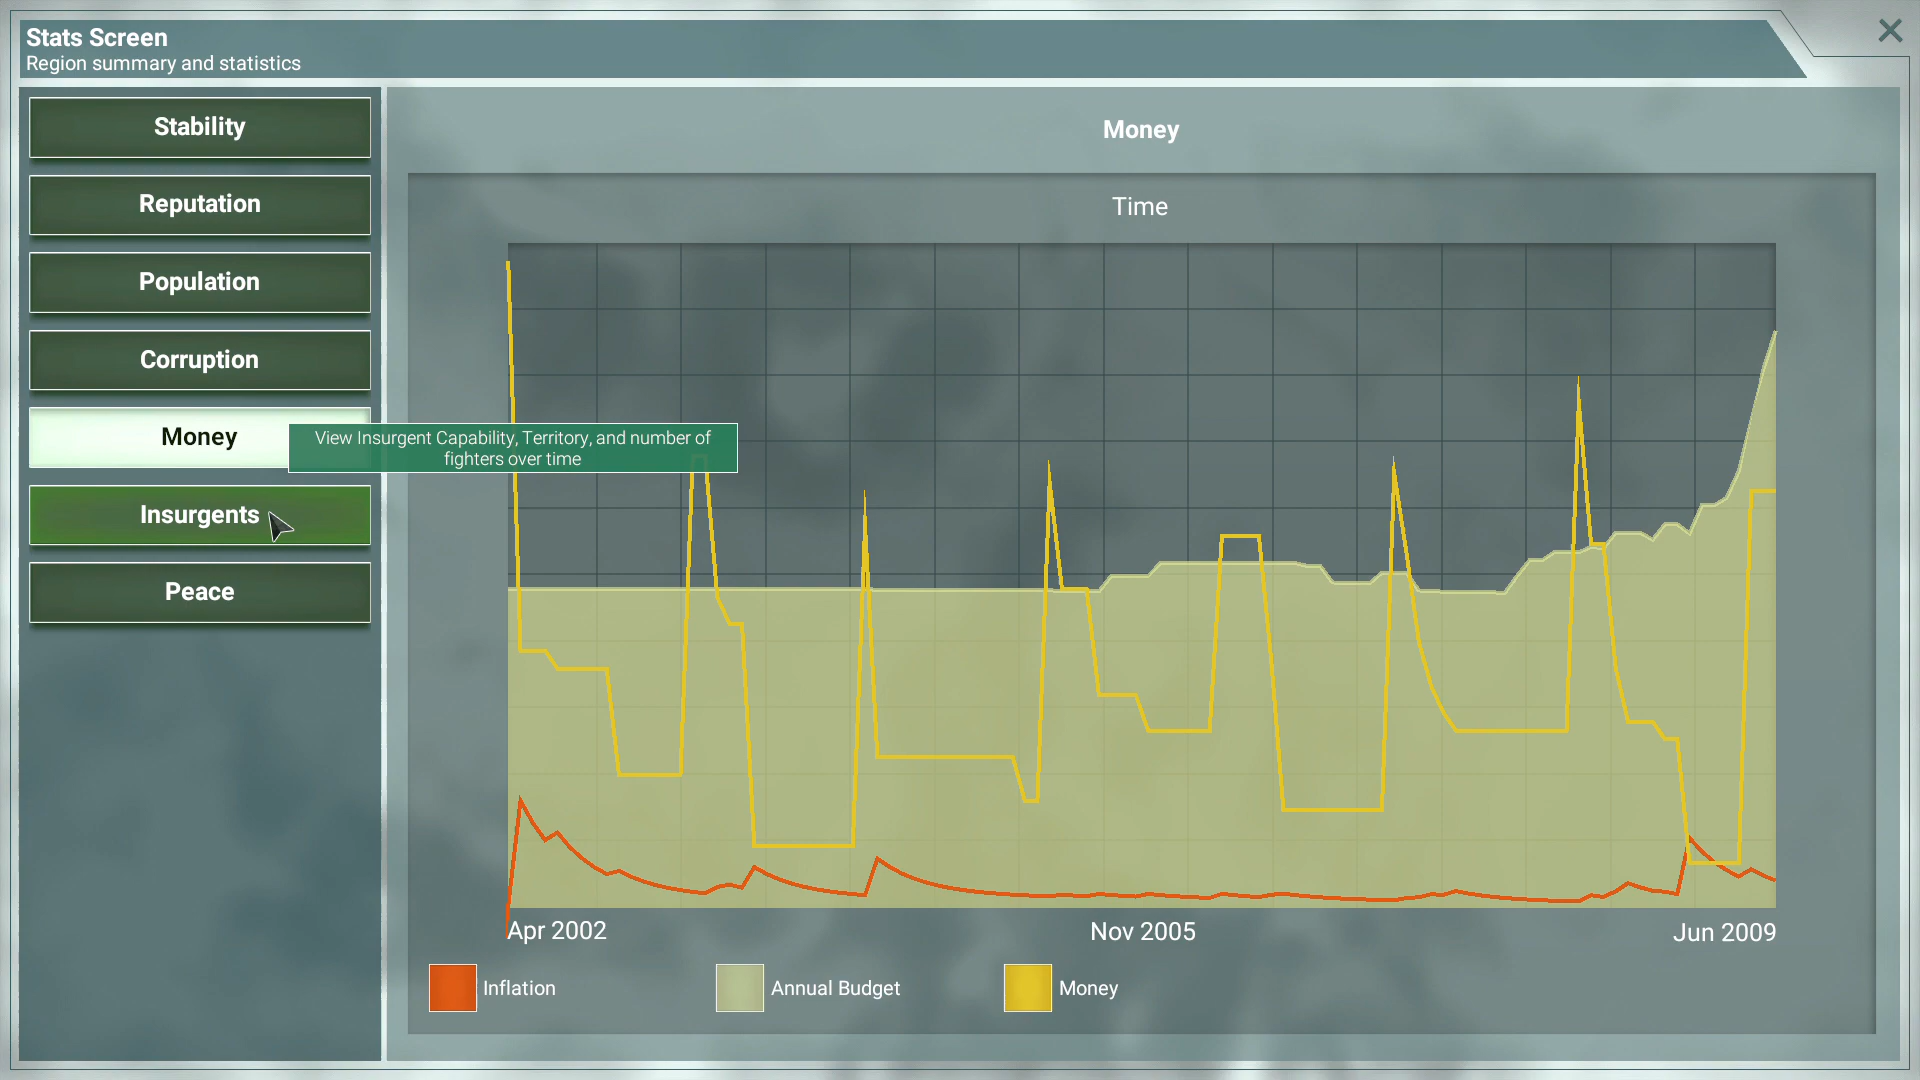 Stats Screen
Region summary and statistics
Stability
Reputation
Population
Corruption
Money
Insurgents
Peace
View Insurgent Capability, Territory, and number of
fighters over time
Money
Time
Apr 2002
Nov 2005
Jun 2009
Inflation
Annual Budget
Money